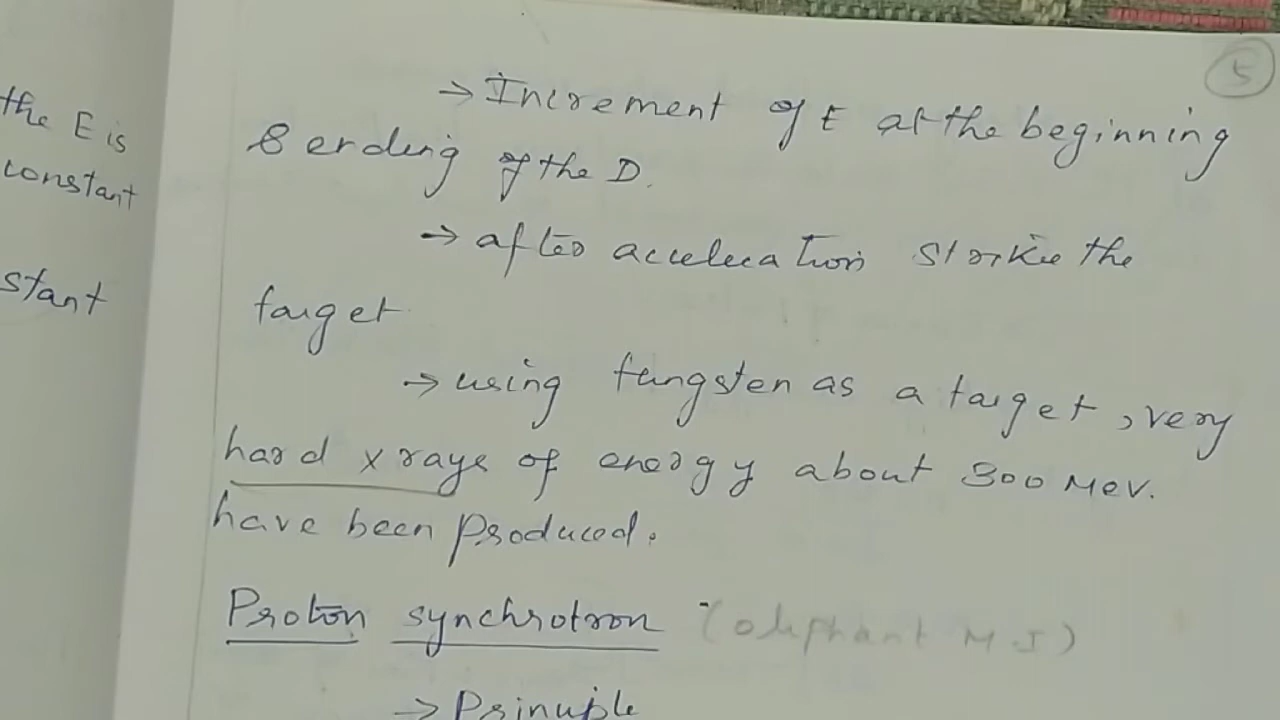 5
the E is
constant
stant
→ Increment of E at the beginning
& ending of the D.
→ after acceleration strike the
target
→ using tungsten as a target, very
hard x rays of energy about 300 Mev.
have been produced.
Proton synchrotron (oliphant M.I)
→ Principle